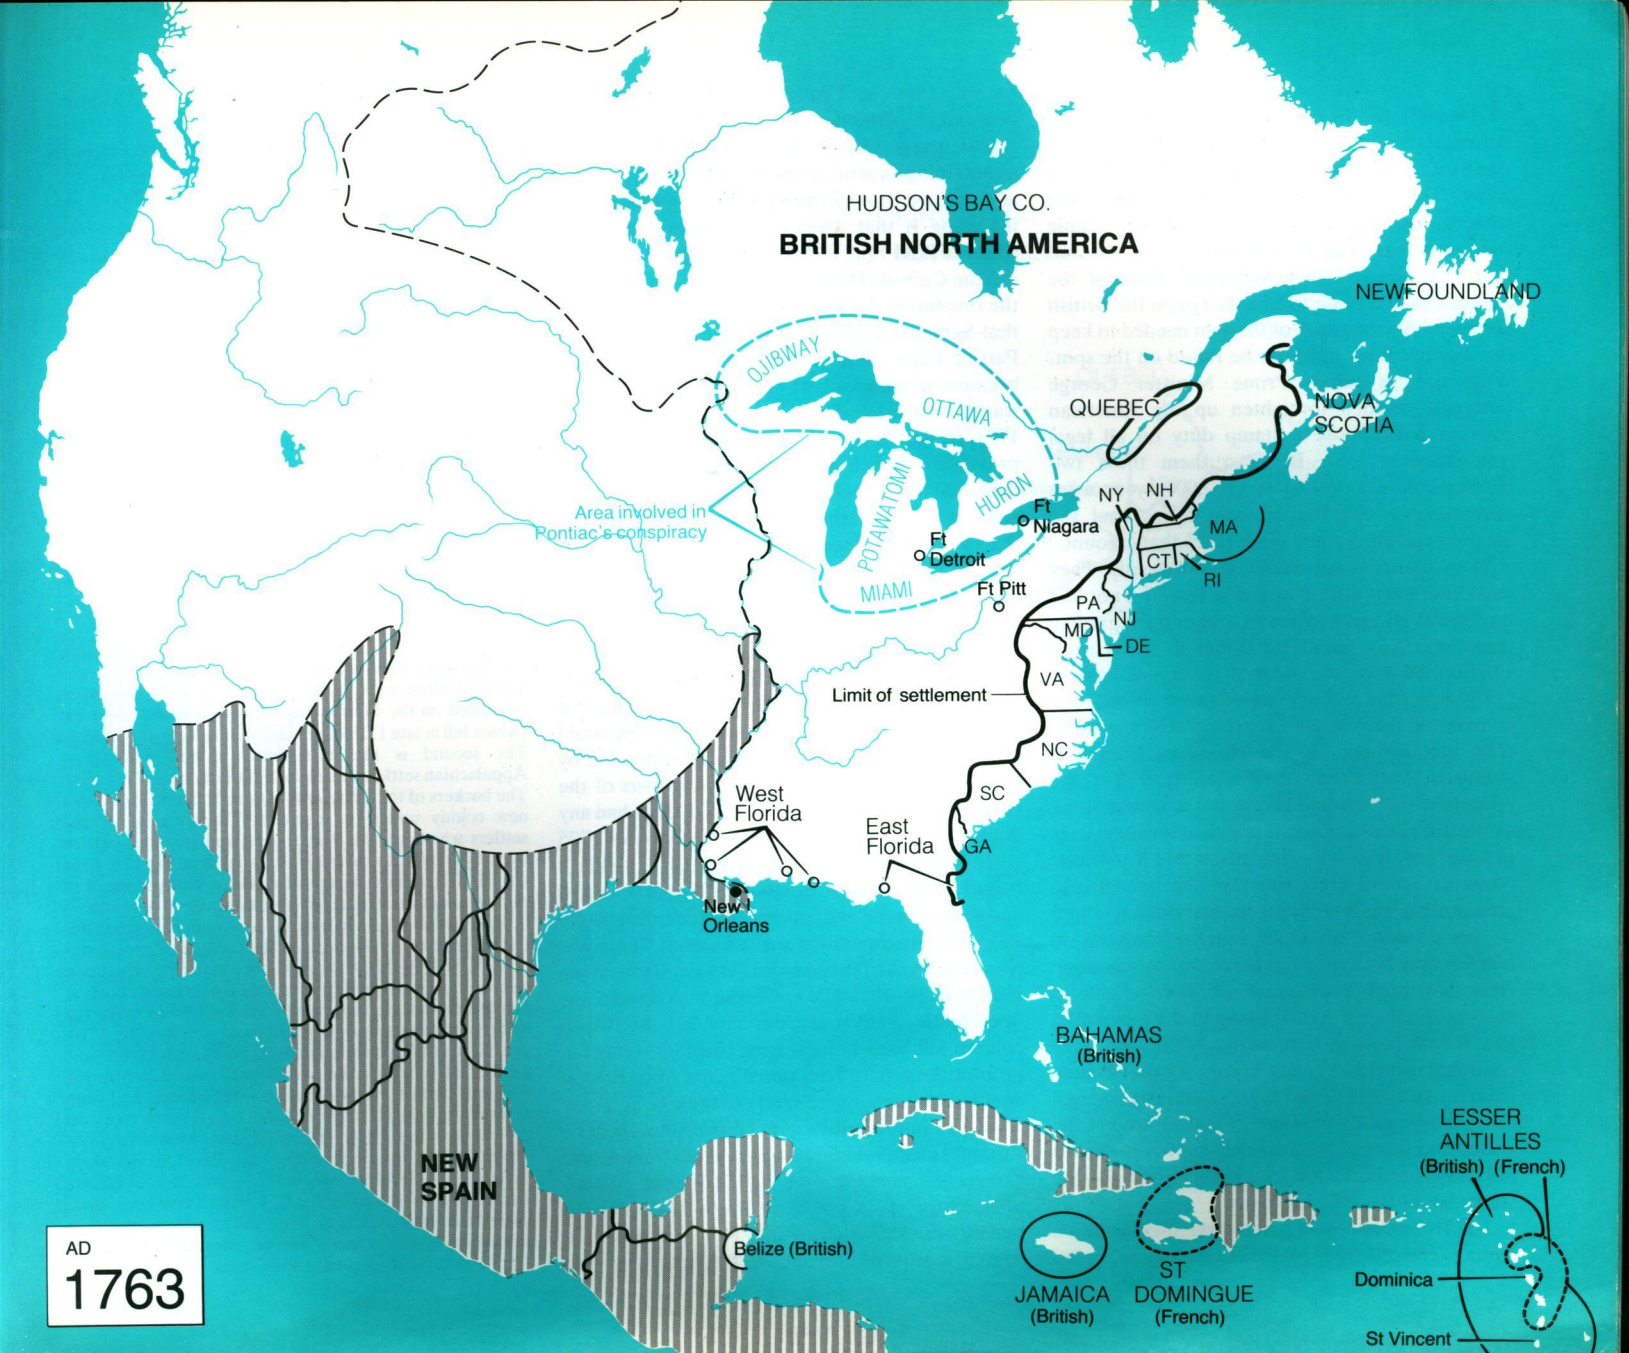 HUDSON'S BAY CO.
BRITISH NORTH AMERICA
NEWFOUNDLAND
OJIBWAY
OTTAWA
QUEBEC
NOVA
SCOTIA
POTAWATOMI
HURON
NY
NH
MA
Area involved in
Pontiac's conspiracy
Ft
Niagara
Ft
Detroit
CT
RI
MIAMI
Ft Pitt
PA
NJ
MD
DE
VA
Limit of settlement
NC
West
Florida
SC
East
Florida
GA
New
Orleans
BAHAMAS
(British)
NEW
SPAIN
LESSER
ANTILLES
(British) (French)
Belize (British)
JAMAICA
(British)
ST
DOMINGUE
(French)
Dominica
St Vincent
AD
1763